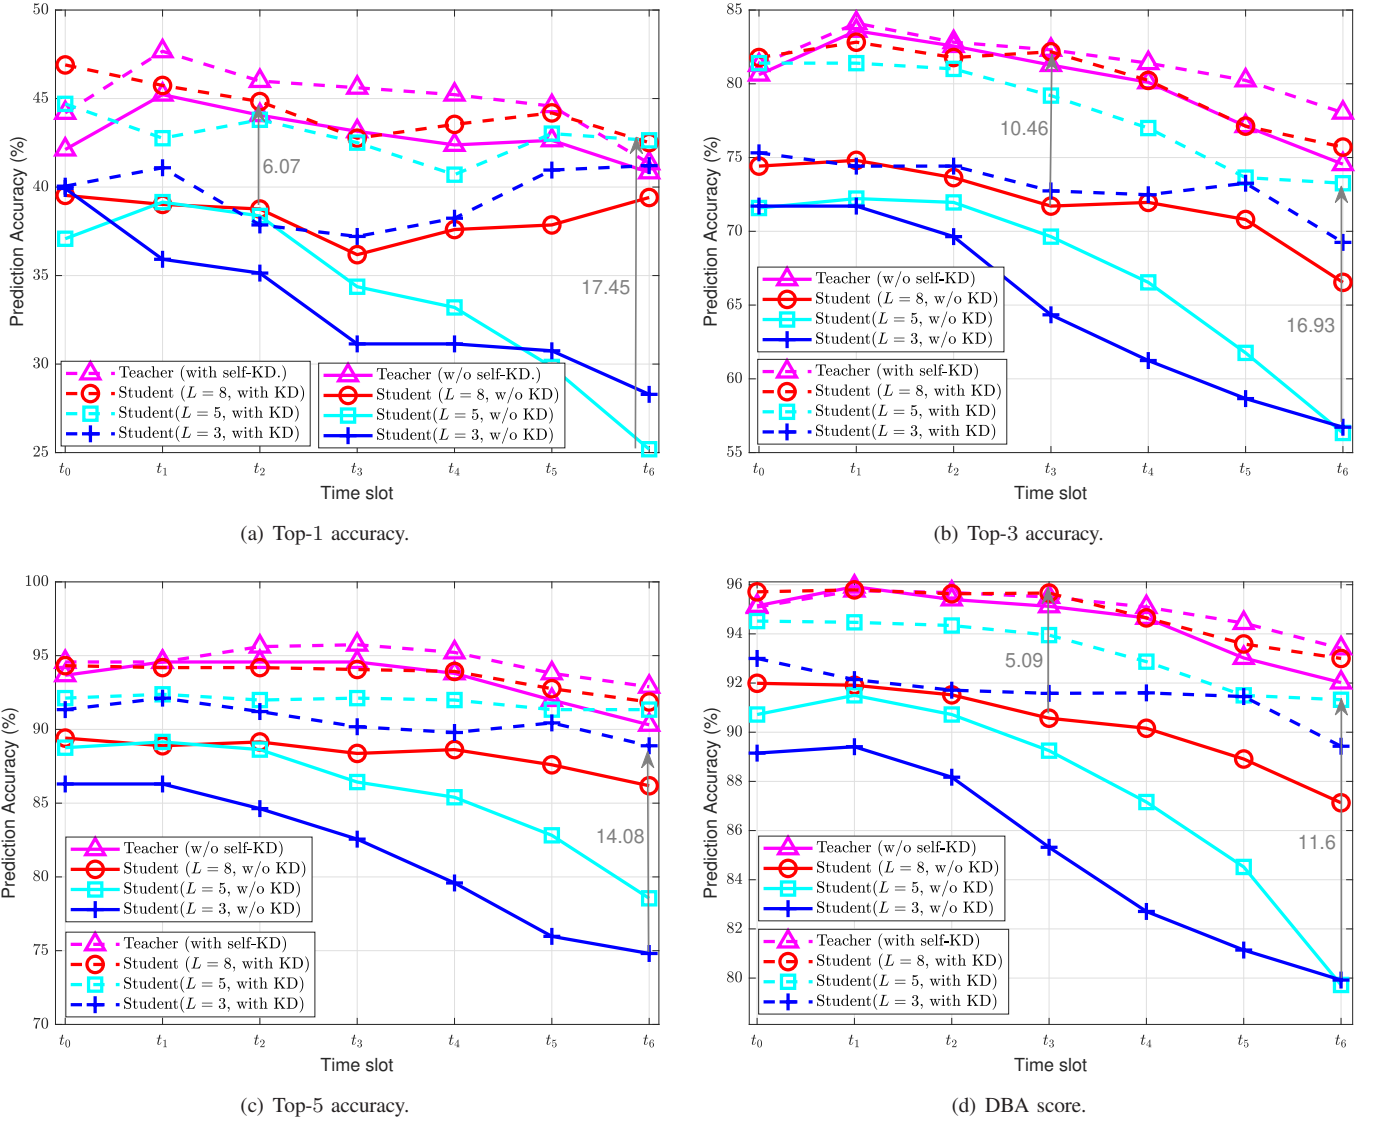 50
45
40
35
30
25
Prediction Accuracy (%)
6.07
17.45
Teacher (with self-KD.)
Student (L = 8, with KD)
Student(L = 5, with KD)
Student(L = 3, with KD)
Teacher (w/o self-KD.)
Student (L = 8, w/o KD)
Student(L = 5, w/o KD)
Student(L = 3, w/o KD)
t0 t1 t2 t3 t4 t5 t6
Time slot
(a) Top-1 accuracy.
85
80
75
70
65
60
55
Prediction Accuracy (%)
10.46
16.93
Teacher (w/o self-KD)
Student (L = 8, w/o KD)
Student(L = 5, w/o KD)
Student(L = 3, w/o KD)
Teacher (with self-KD)
Student (L = 8, with KD)
Student(L = 5, with KD)
Student(L = 3, with KD)
t0 t1 t2 t3 t4 t5 t6
Time slot
(b) Top-3 accuracy.
100
95
90
85
80
75
70
Prediction Accuracy (%)
14.08
Teacher (w/o self-KD)
Student (L = 8, w/o KD)
Student(L = 5, w/o KD)
Student(L = 3, w/o KD)
Teacher (with self-KD)
Student (L = 8, with KD)
Student(L = 5, with KD)
Student(L = 3, with KD)
t0 t1 t2 t3 t4 t5 t6
Time slot
(c) Top-5 accuracy.
96
94
92
90
88
86
84
82
80
Prediction Accuracy (%)
5.09
11.6
Teacher (w/o self-KD)
Student (L = 8, w/o KD)
Student(L = 5, w/o KD)
Student(L = 3, w/o KD)
Teacher (with self-KD)
Student (L = 8, with KD)
Student(L = 5, with KD)
Student(L = 3, with KD)
t0 t1 t2 t3 t4 t5 t6
Time slot
(d) DBA score.